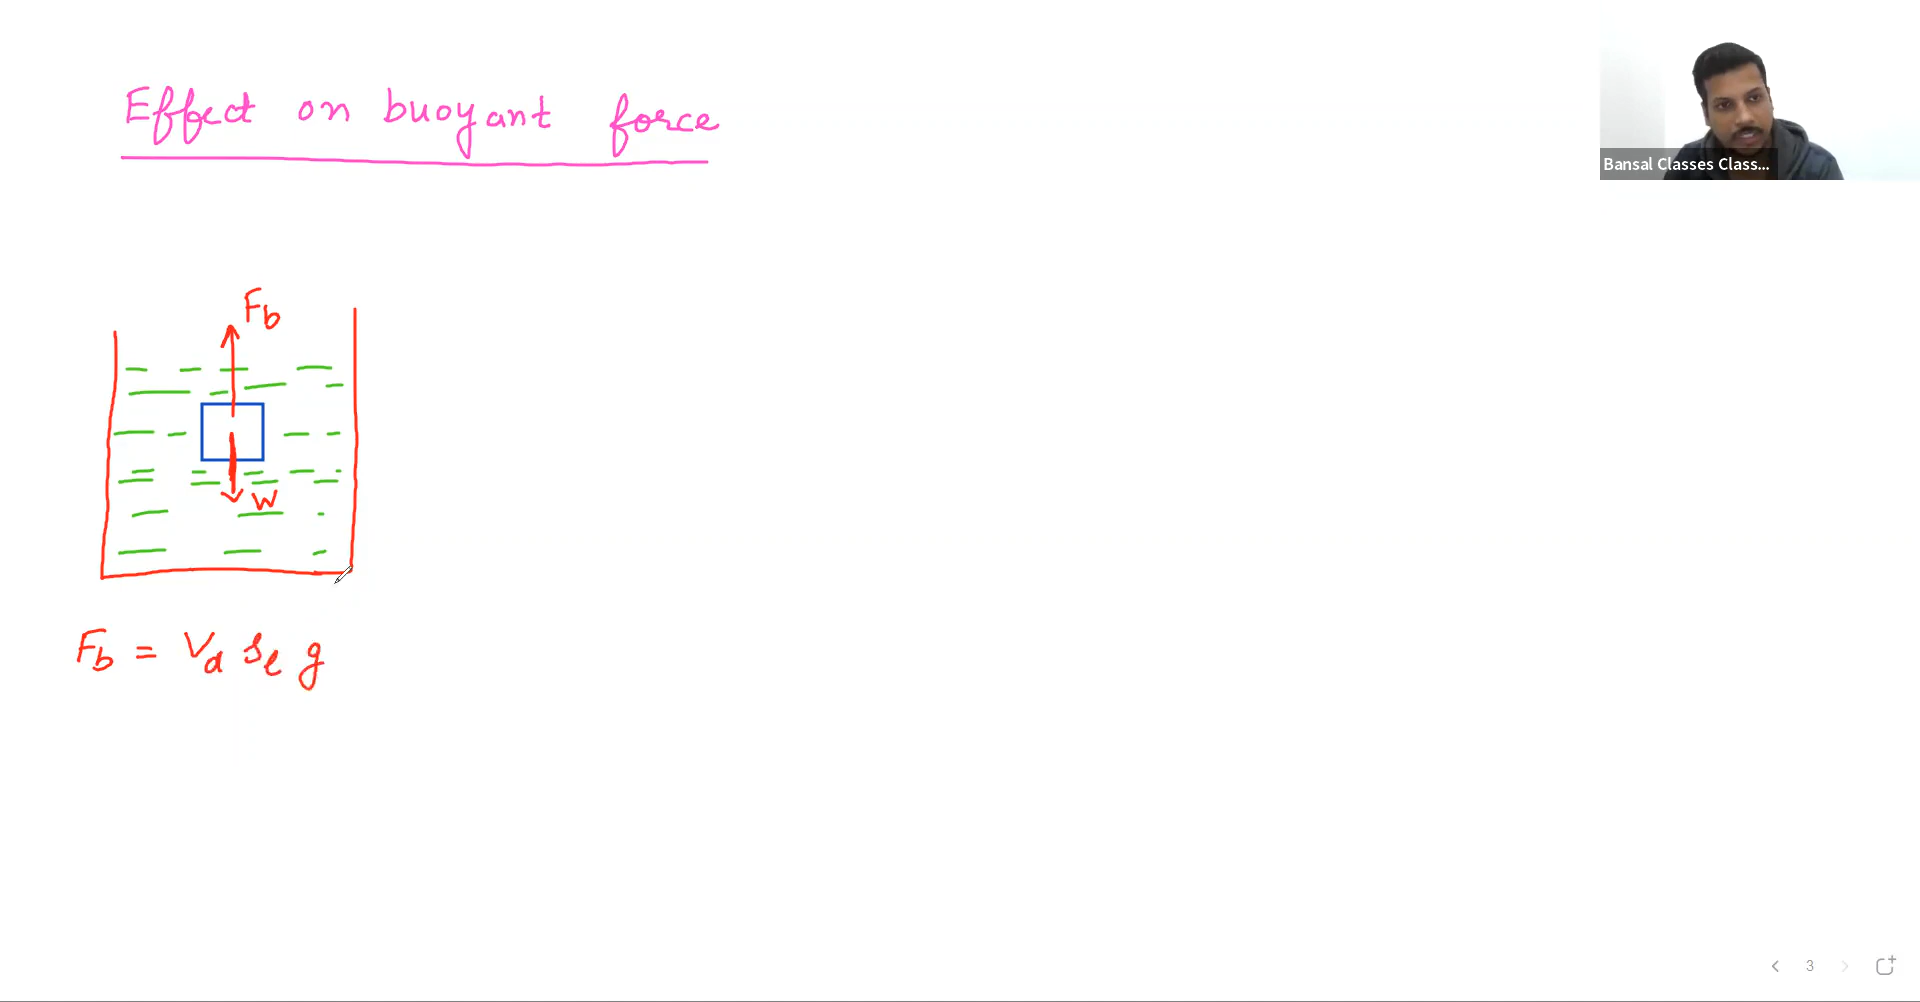 Effect on buoyant force
Bansal Classes Class...
Fb
W
Fb = Vd ρℓ g
3